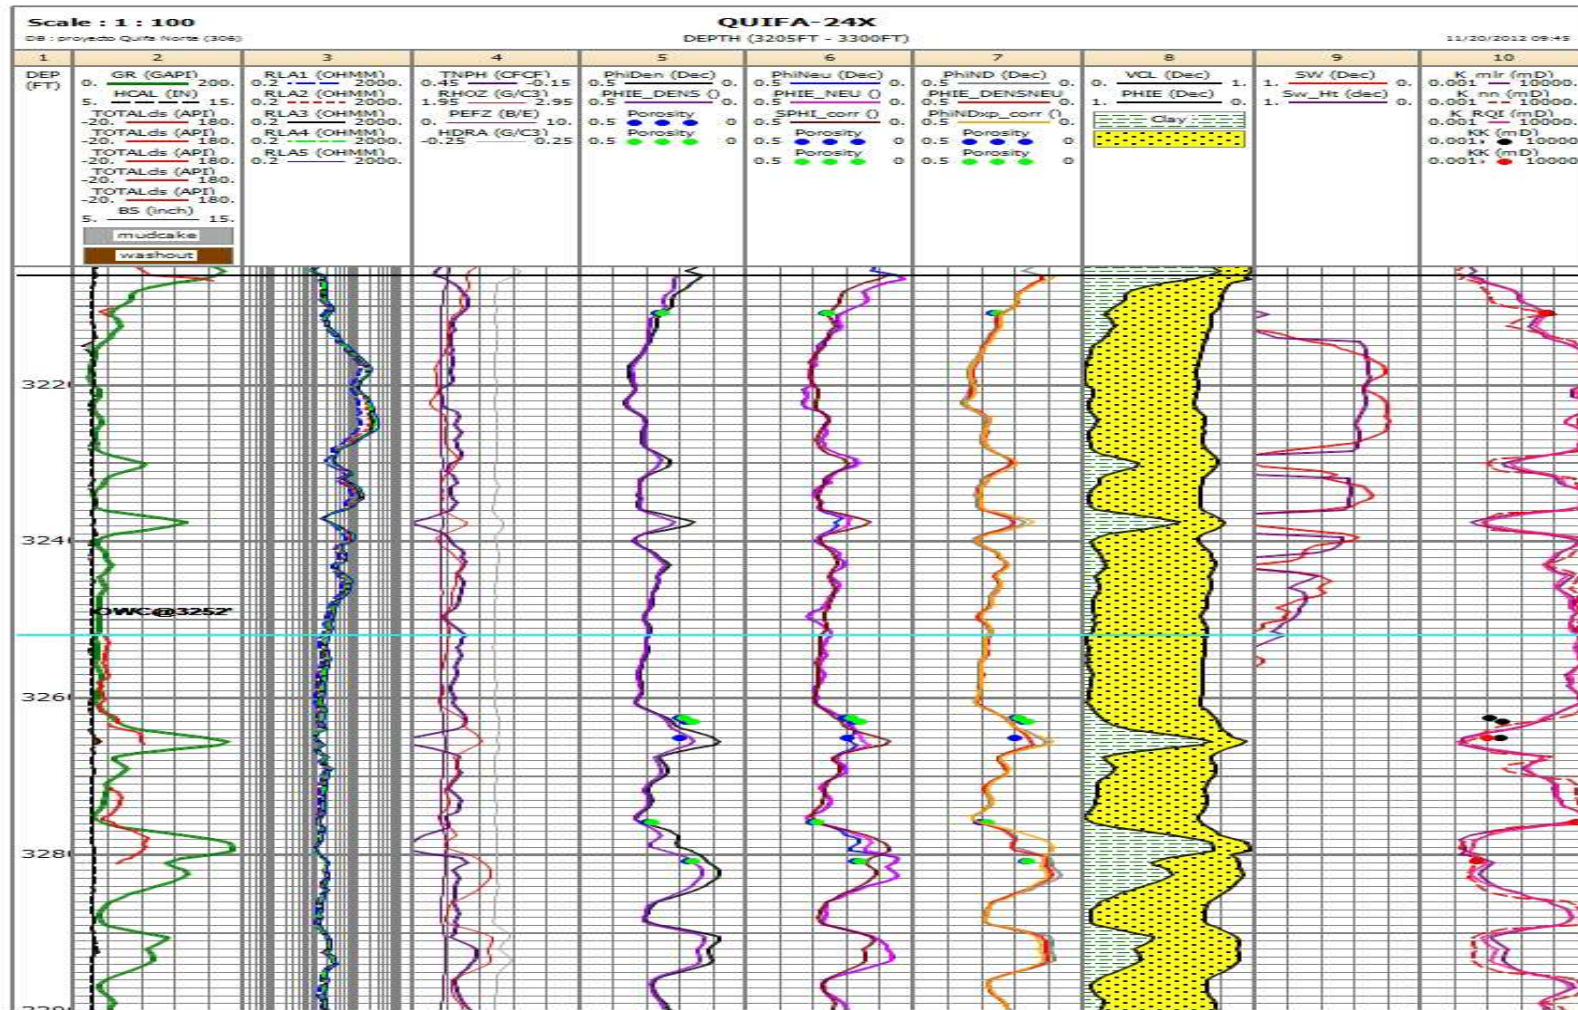 Scale : 1 : 100
QUIFA-24X
DB : proyecto Quifa Norte (306)
DEPTH (3205FT - 3300FT)
11/20/2012 09:45
1 2 3 4 5 6 7 8 9 10
DEP
(FT)
GR (GAPI)
0. 200.
HCAL (IN)
5. 15.
TOTALds (API)
-20. 180.
TOTALds (API)
-20. 180.
TOTALds (API)
-20. 180.
TOTALds (API)
-20. 180.
BS (inch)
5. 15.
mudcake
washout
RLA1 (OHMM)
0.2 2000.
RLA2 (OHMM)
0.2 2000.
RLA3 (OHMM)
0.2 2000.
RLA4 (OHMM)
0.2 2000.
RLA5 (OHMM)
0.2 2000.
TNPH (CFCF)
0.45 -0.15
RHOZ (G/C3)
1.95 2.95
PEFZ (B/E)
0. 10.
HDRA (G/C3)
-0.25 0.25
PhiDen (Dec)
0.5 0.
PHIE_DENS ()
0.5 0.
Porosity
0.5 0
Porosity
0.5 0
PhiNeu (Dec)
0.5 0.
PHIE_NEU ()
0.5 0.
SPHI_corr ()
0.5 0.
Porosity
0.5 0
Porosity
0.5 0
PhiND (Dec)
0.5 0.
PHIE_DENSNEU
0.5 0.
PhiNDxp_corr ()
0.5 0.
Porosity
0.5 0
Porosity
0.5 0
VCL (Dec)
0. 1.
PHIE (Dec)
1. 0.
Clay
SW (Dec)
1. 0.
Sw_Ht (dec)
1. 0.
K mlr (mD)
0.001 10000.
K nn (mD)
0.001 10000.
K RQI (mD)
0.001 10000.
KK (mD)
0.001 10000
KK (mD)
0.001 10000
322
324
OWC@3252'
326
328